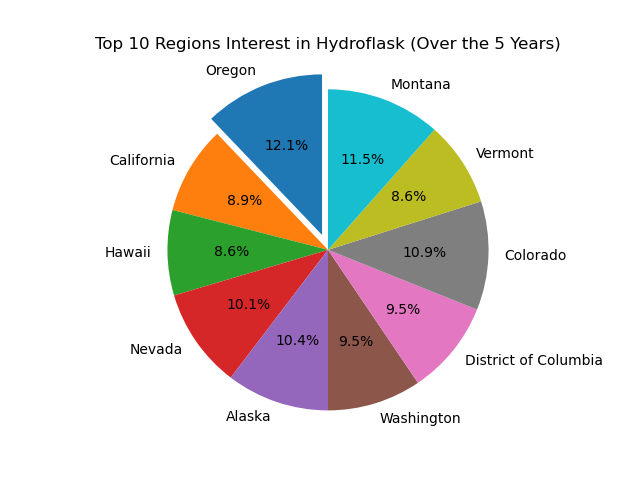 Top 10 Regions Interest in Hydroflask (Over the 5 Years)
Oregon
12.1%
California
8.9%
Hawaii
8.6%
Nevada
10.1%
Alaska
10.4%
Washington
9.5%
District of Columbia
9.5%
Colorado
10.9%
Vermont
8.6%
Montana
11.5%